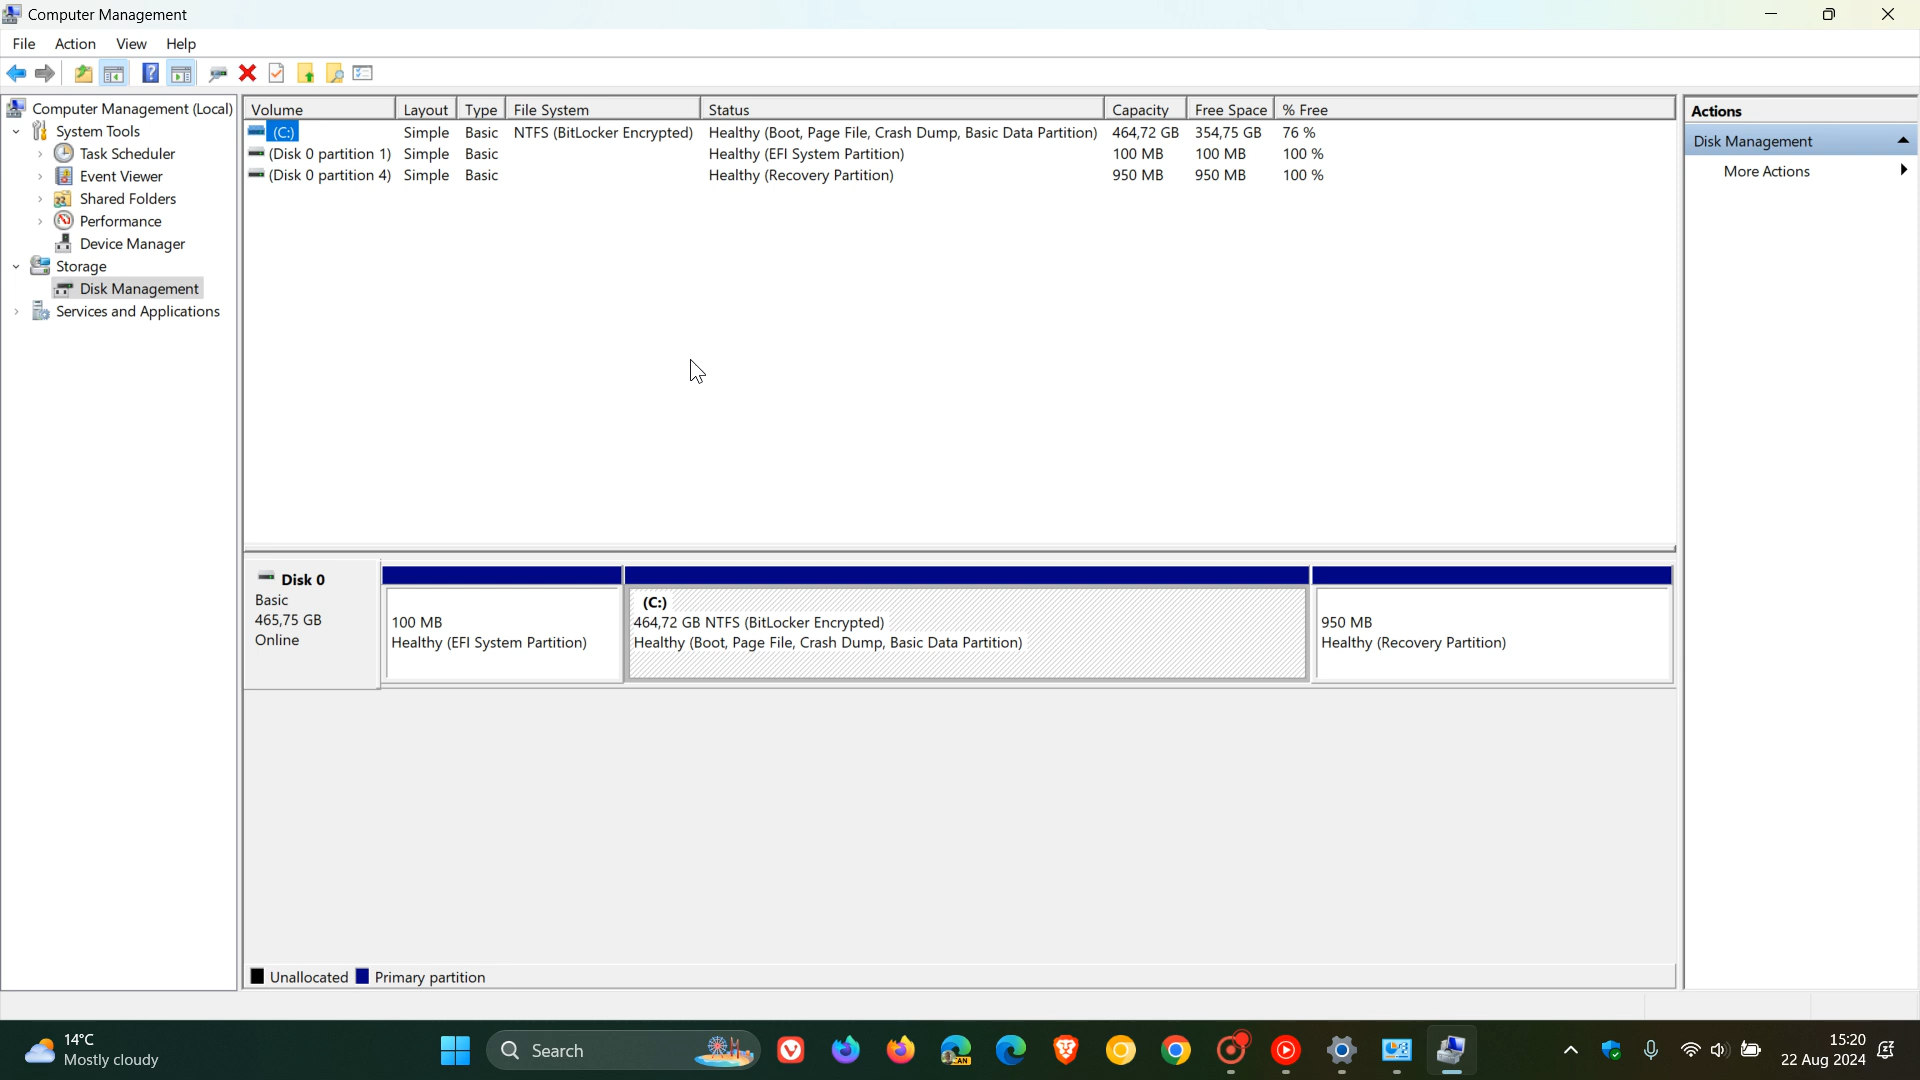 Computer Management
File Action View Help
Computer Management (Local)
System Tools
Task Scheduler
Event Viewer
Shared Folders
Performance
Device Manager
Storage
Disk Management
Services and Applications
Volume Layout Type File System Status Capacity Free Space % Free
(C:) Simple Basic NTFS (BitLocker Encrypted) Healthy (Boot, Page File, Crash Dump, Basic Data Partition) 464,72 GB 354,75 GB 76 %
(Disk 0 partition 1) Simple Basic Healthy (EFI System Partition) 100 MB 100 MB 100 %
(Disk 0 partition 4) Simple Basic Healthy (Recovery Partition) 950 MB 950 MB 100 %
Disk 0
Basic
465,75 GB
Online
100 MB
Healthy (EFI System Partition)
(C:)
464,72 GB NTFS (BitLocker Encrypted)
Healthy (Boot, Page File, Crash Dump, Basic Data Partition)
950 MB
Healthy (Recovery Partition)
Unallocated Primary partition
Actions
Disk Management
More Actions
14°C
Mostly cloudy
Search
CAN
15:20
22 Aug 2024